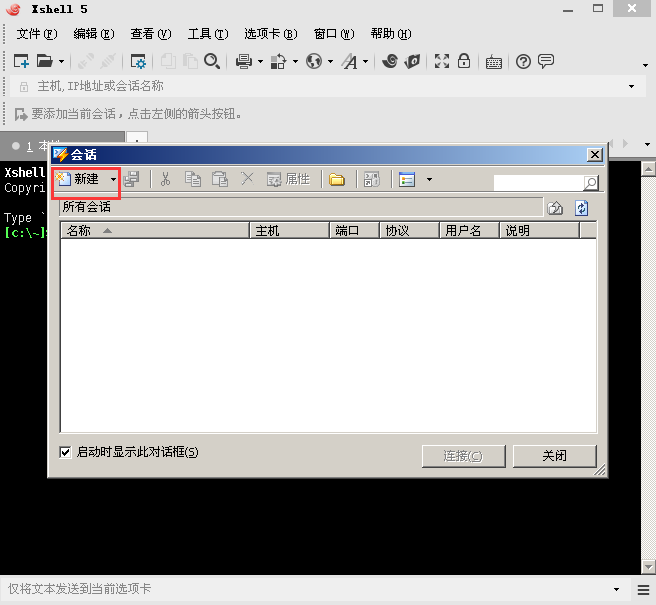 Xshell 5
文件(F) 编辑(E) 查看(V) 工具(T) 选项卡(B) 窗口(W) 帮助(H)
主机,IP地址或会话名称
要添加当前会话，点击左侧的箭头按钮。
1 本
会话
新建 属性
所有会话
名称 主机 端口 协议 用户名 说明
Xshell
Copyri
Type `
[c:\~]
启动时显示此对话框(S) 连接(C) 关闭
仅将文本发送到当前选项卡